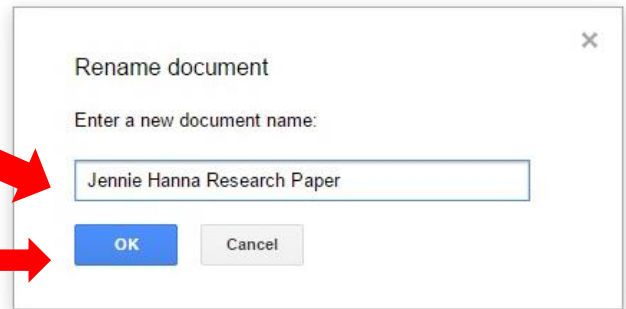 Rename document
Enter a new document name:
Jennie Hanna Research Paper
OK Cancel